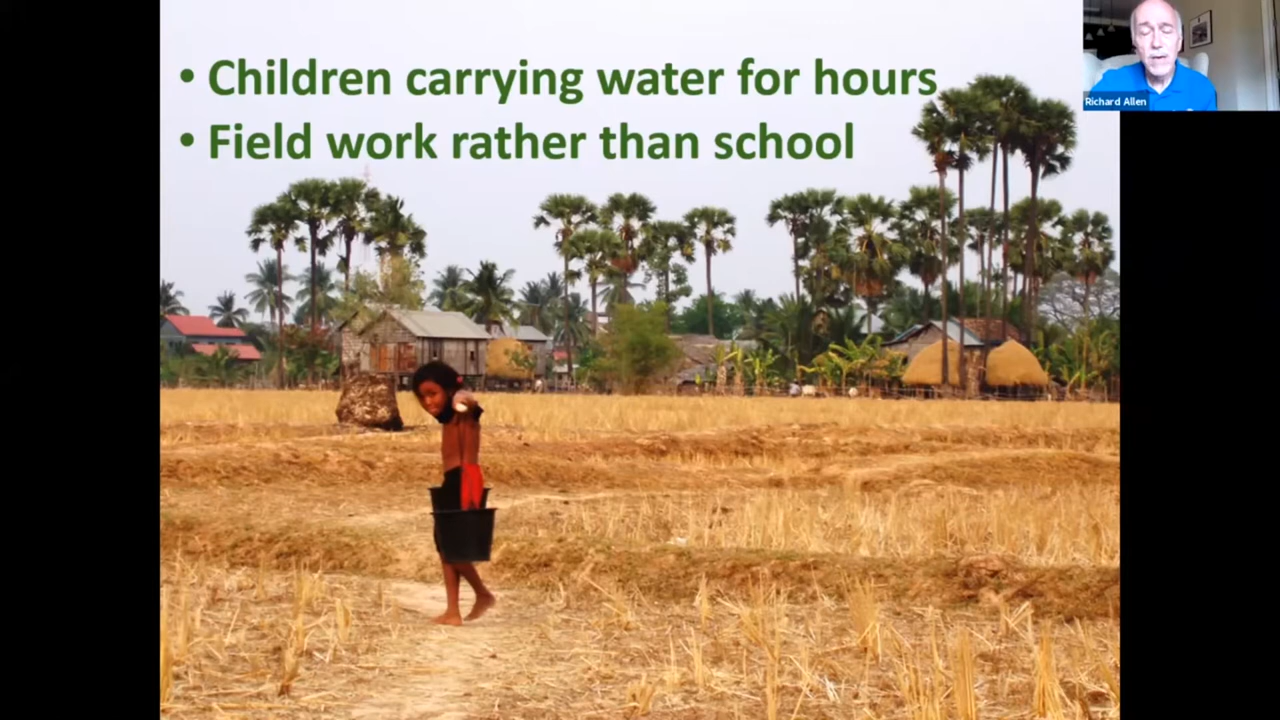 • Children carrying water for hours
• Field work rather than school
Richard Allen